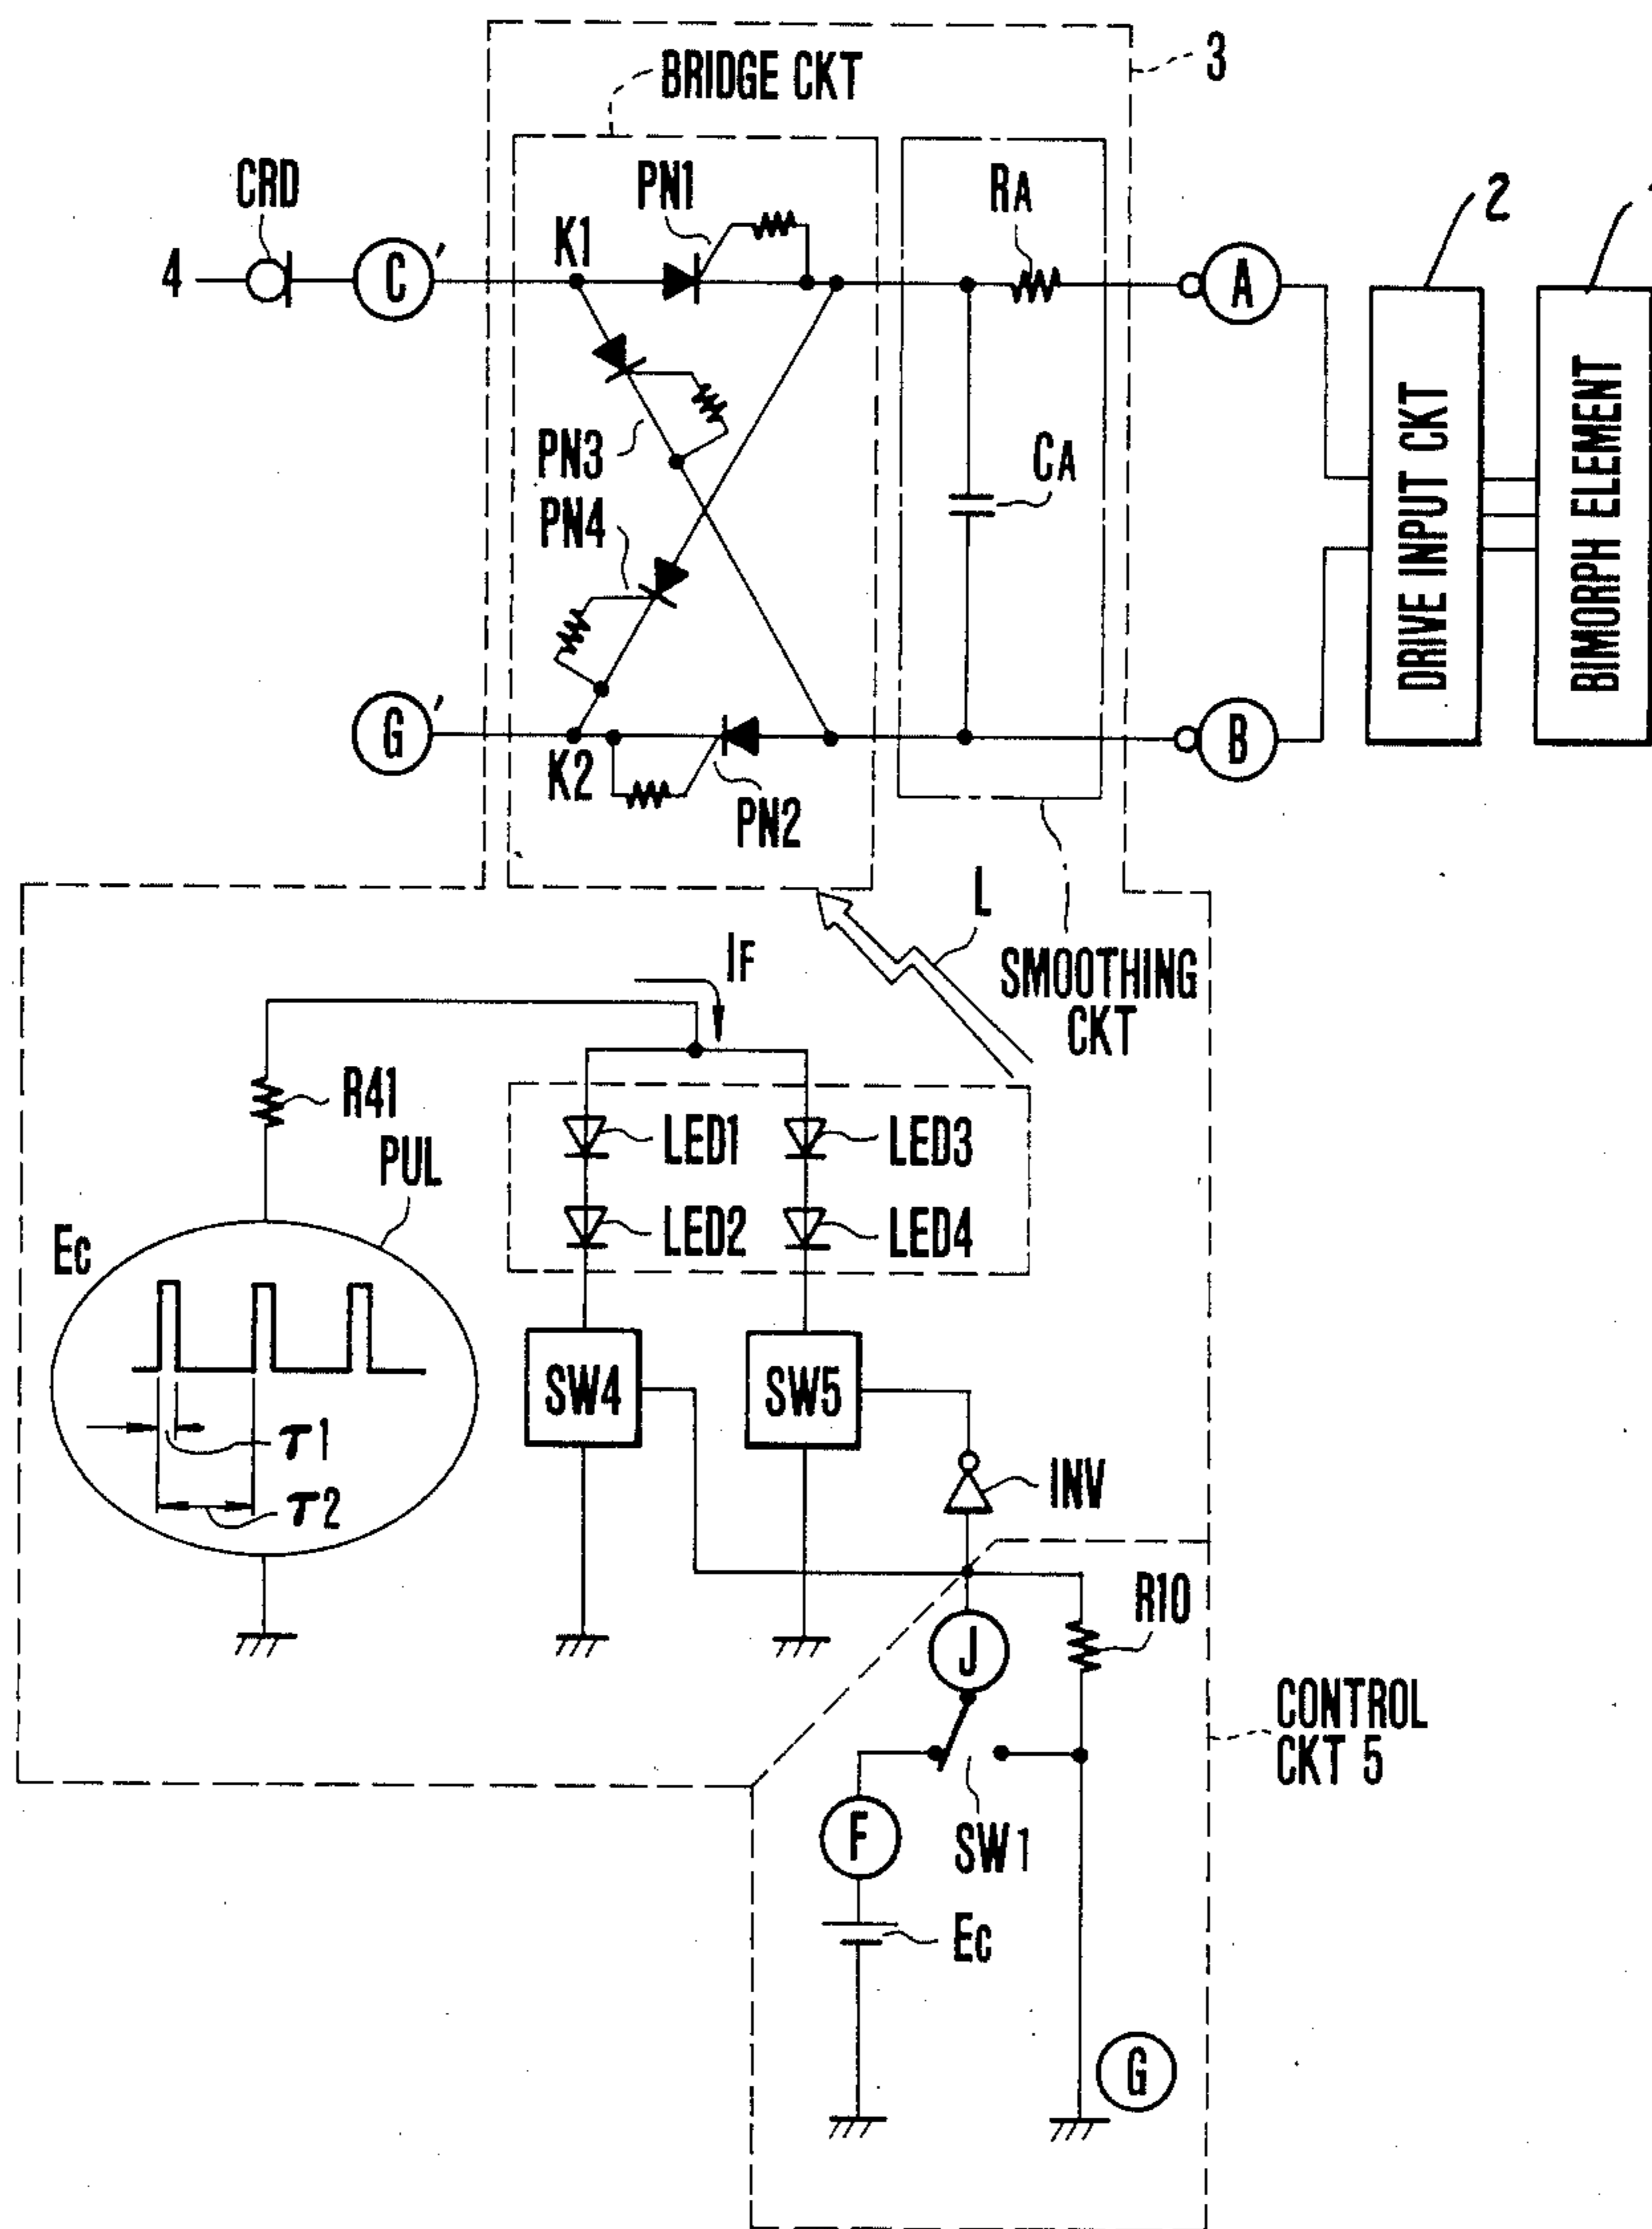 3
BRIDGE CKT
CRD
PN1
RA
2
4
C'
K1
A
PN3
PN4
CA
DRIVE INPUT CKT
BIMORPH ELEMENT
G'
K2
PN2
B
L
IF
SMOOTHING
CKT
R41
PUL
LED1
LED3
LED2
LED4
Ec
SW4
SW5
τ1
τ2
INV
R10
J
CONTROL
CKT 5
F
SW1
Ec
G